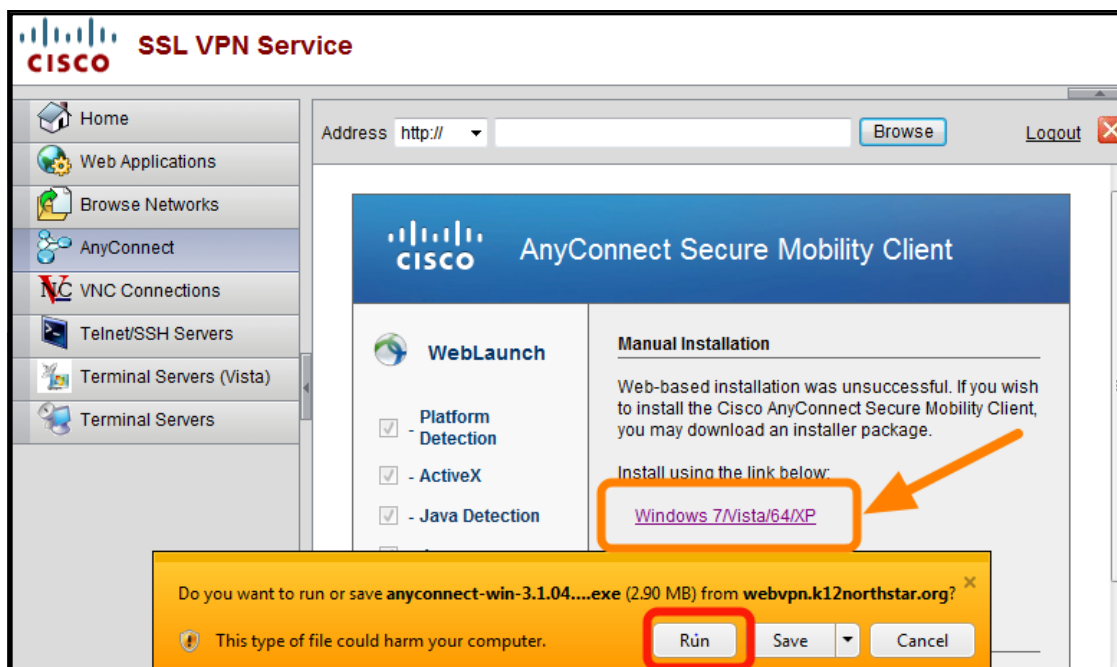 CISCO
SSL VPN Service
Home
Web Applications
Browse Networks
AnyConnect
VNC Connections
Telnet/SSH Servers
Terminal Servers (Vista)
Terminal Servers
Address http://
Browse
Logout
CISCO
AnyConnect Secure Mobility Client
WebLaunch
- Platform
Detection
- ActiveX
- Java Detection
Manual Installation
Web-based installation was unsuccessful. If you wish
to install the Cisco AnyConnect Secure Mobility Client,
you may download an installer package.
Install using the link below:
Windows 7/Vista/64/XP
Do you want to run or save anyconnect-win-3.1.04....exe (2.90 MB) from webvpn.k12northstar.org?
This type of file could harm your computer.
Run
Save
Cancel